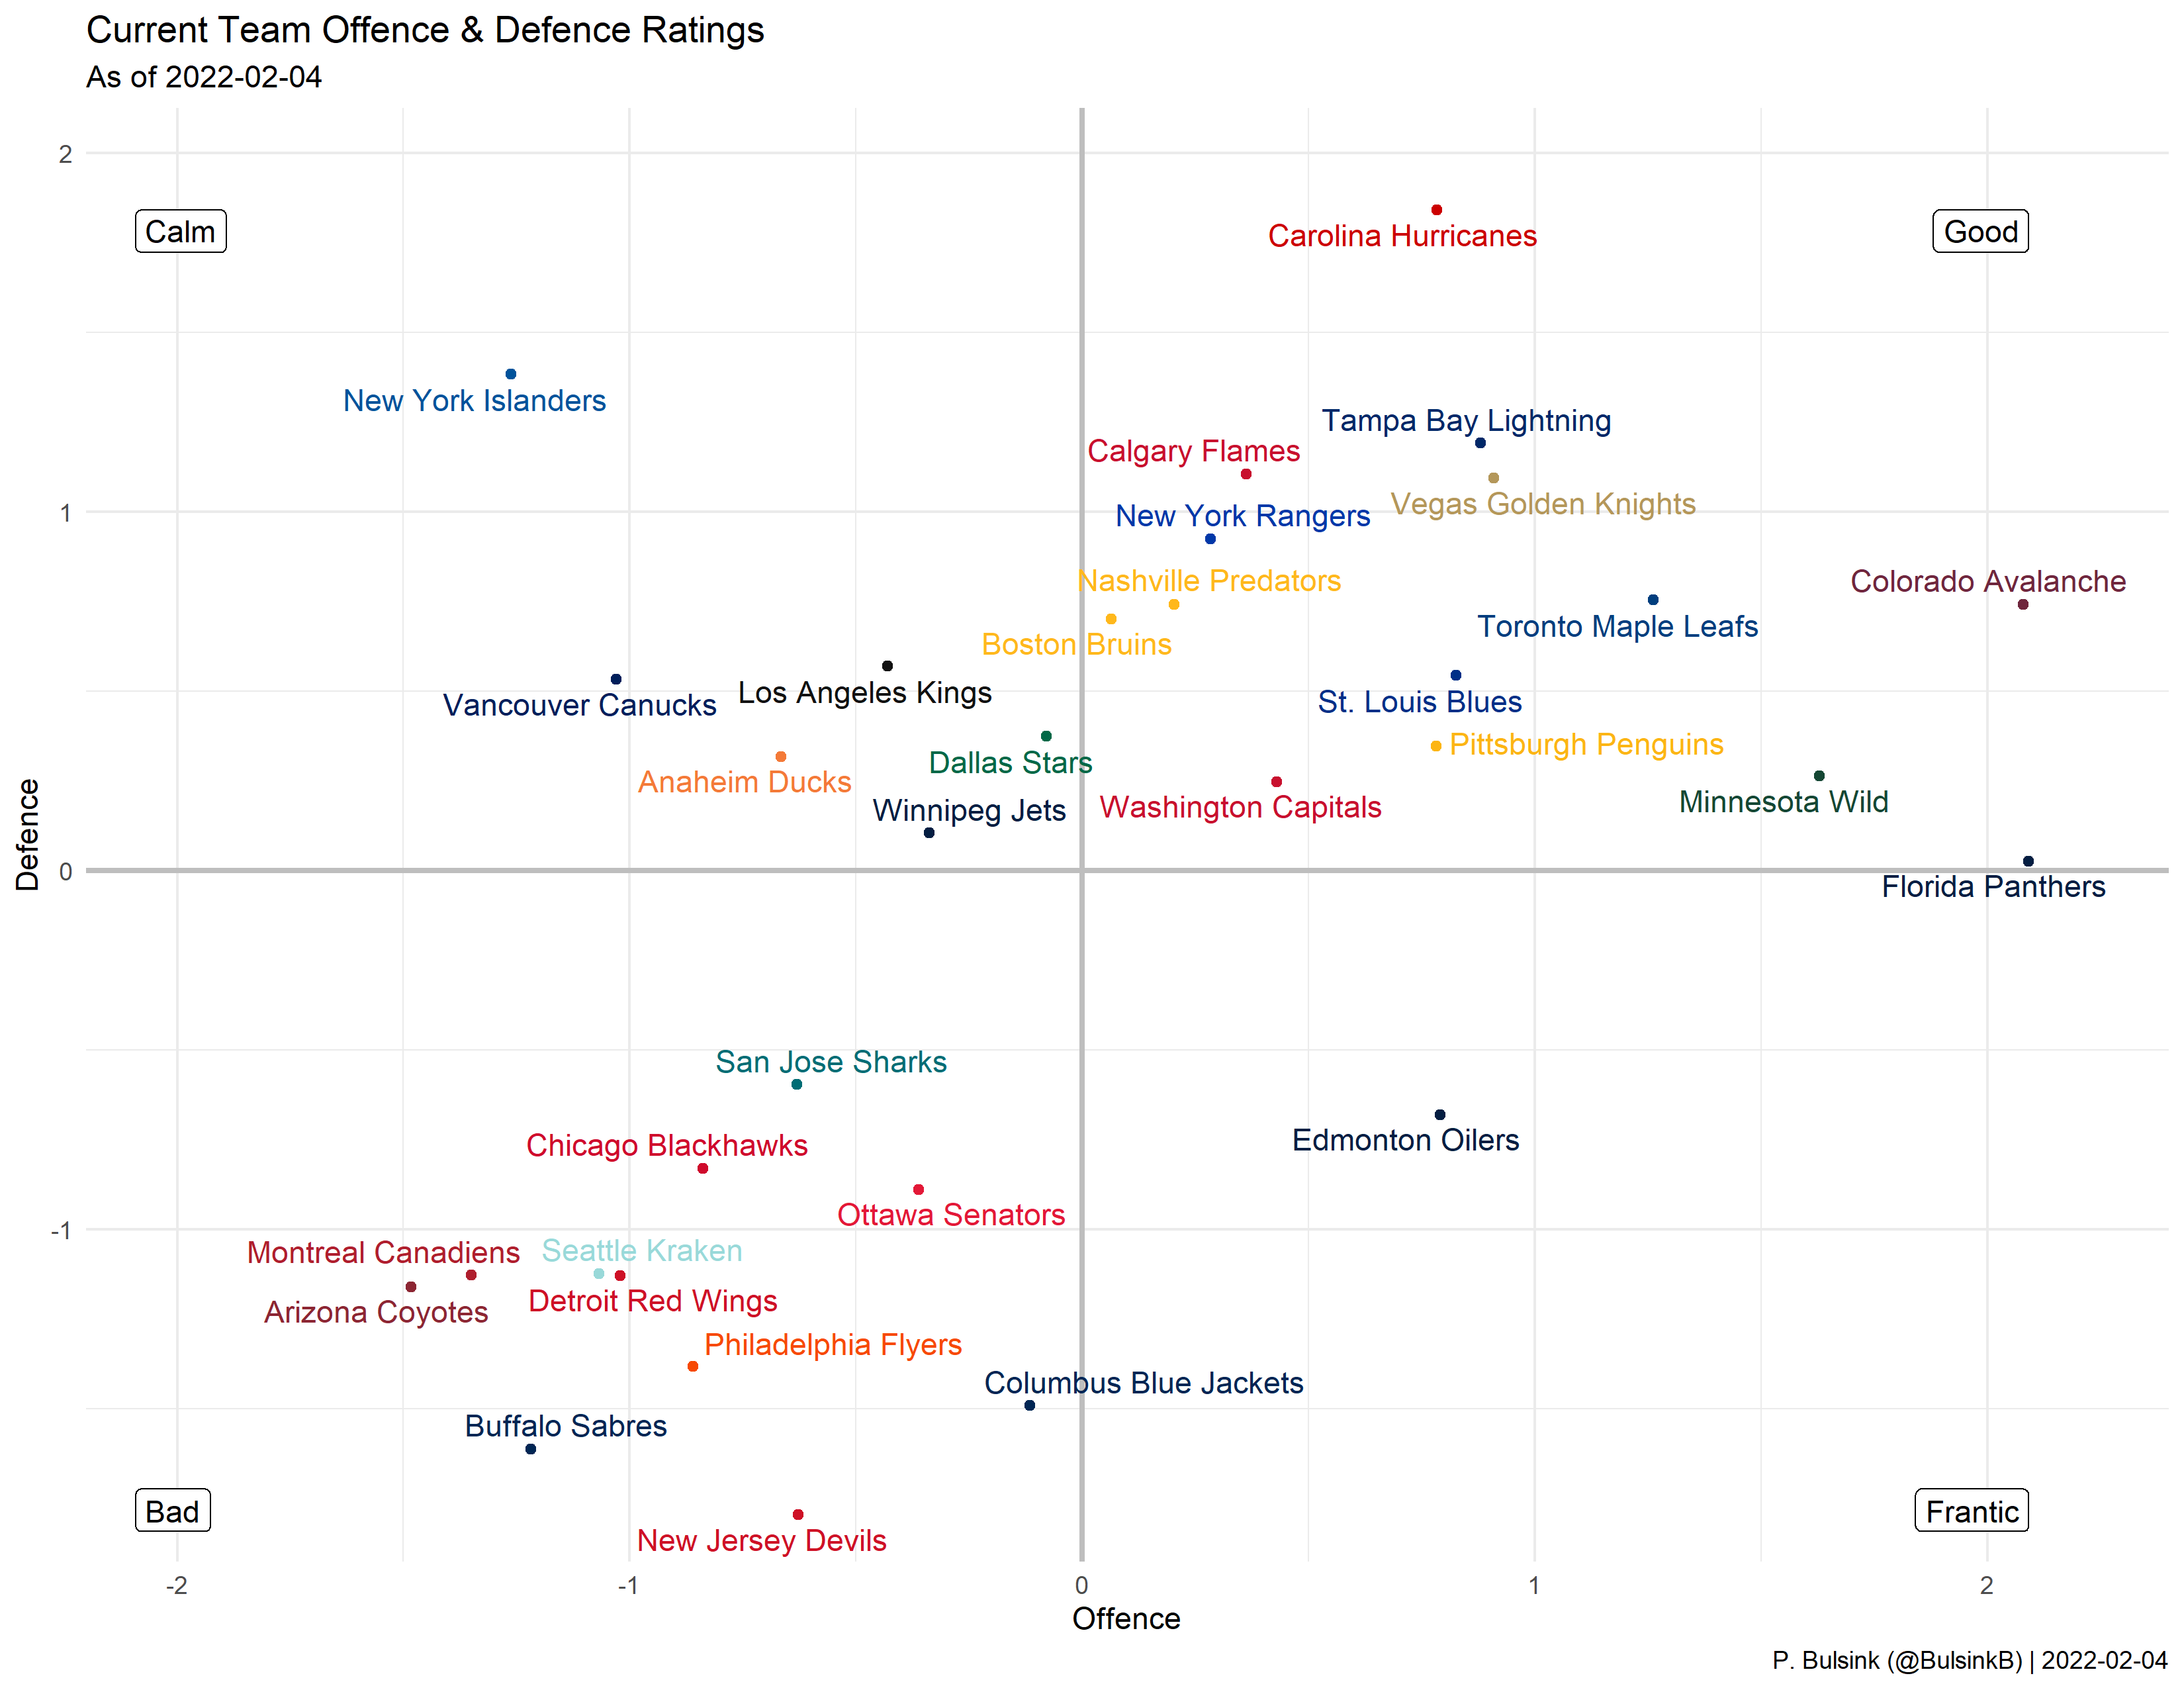 Current Team Offence & Defence Ratings
As of 2022-02-04
2
Calm
Good
Carolina Hurricanes
New York Islanders
Tampa Bay Lightning
Calgary Flames
Vegas Golden Knights
1
New York Rangers
Nashville Predators
Colorado Avalanche
Toronto Maple Leafs
Boston Bruins
Los Angeles Kings
Vancouver Canucks
St. Louis Blues
Pittsburgh Penguins
Dallas Stars
Anaheim Ducks
Winnipeg Jets
Washington Capitals
Minnesota Wild
Defence
0
Florida Panthers
San Jose Sharks
Chicago Blackhawks
Edmonton Oilers
Ottawa Senators
-1
Montreal Canadiens
Seattle Kraken
Detroit Red Wings
Arizona Coyotes
Philadelphia Flyers
Columbus Blue Jackets
Buffalo Sabres
Bad
Frantic
New Jersey Devils
-2
-1
0
1
2
Offence
P. Bulsink (@BulsinkB) | 2022-02-04